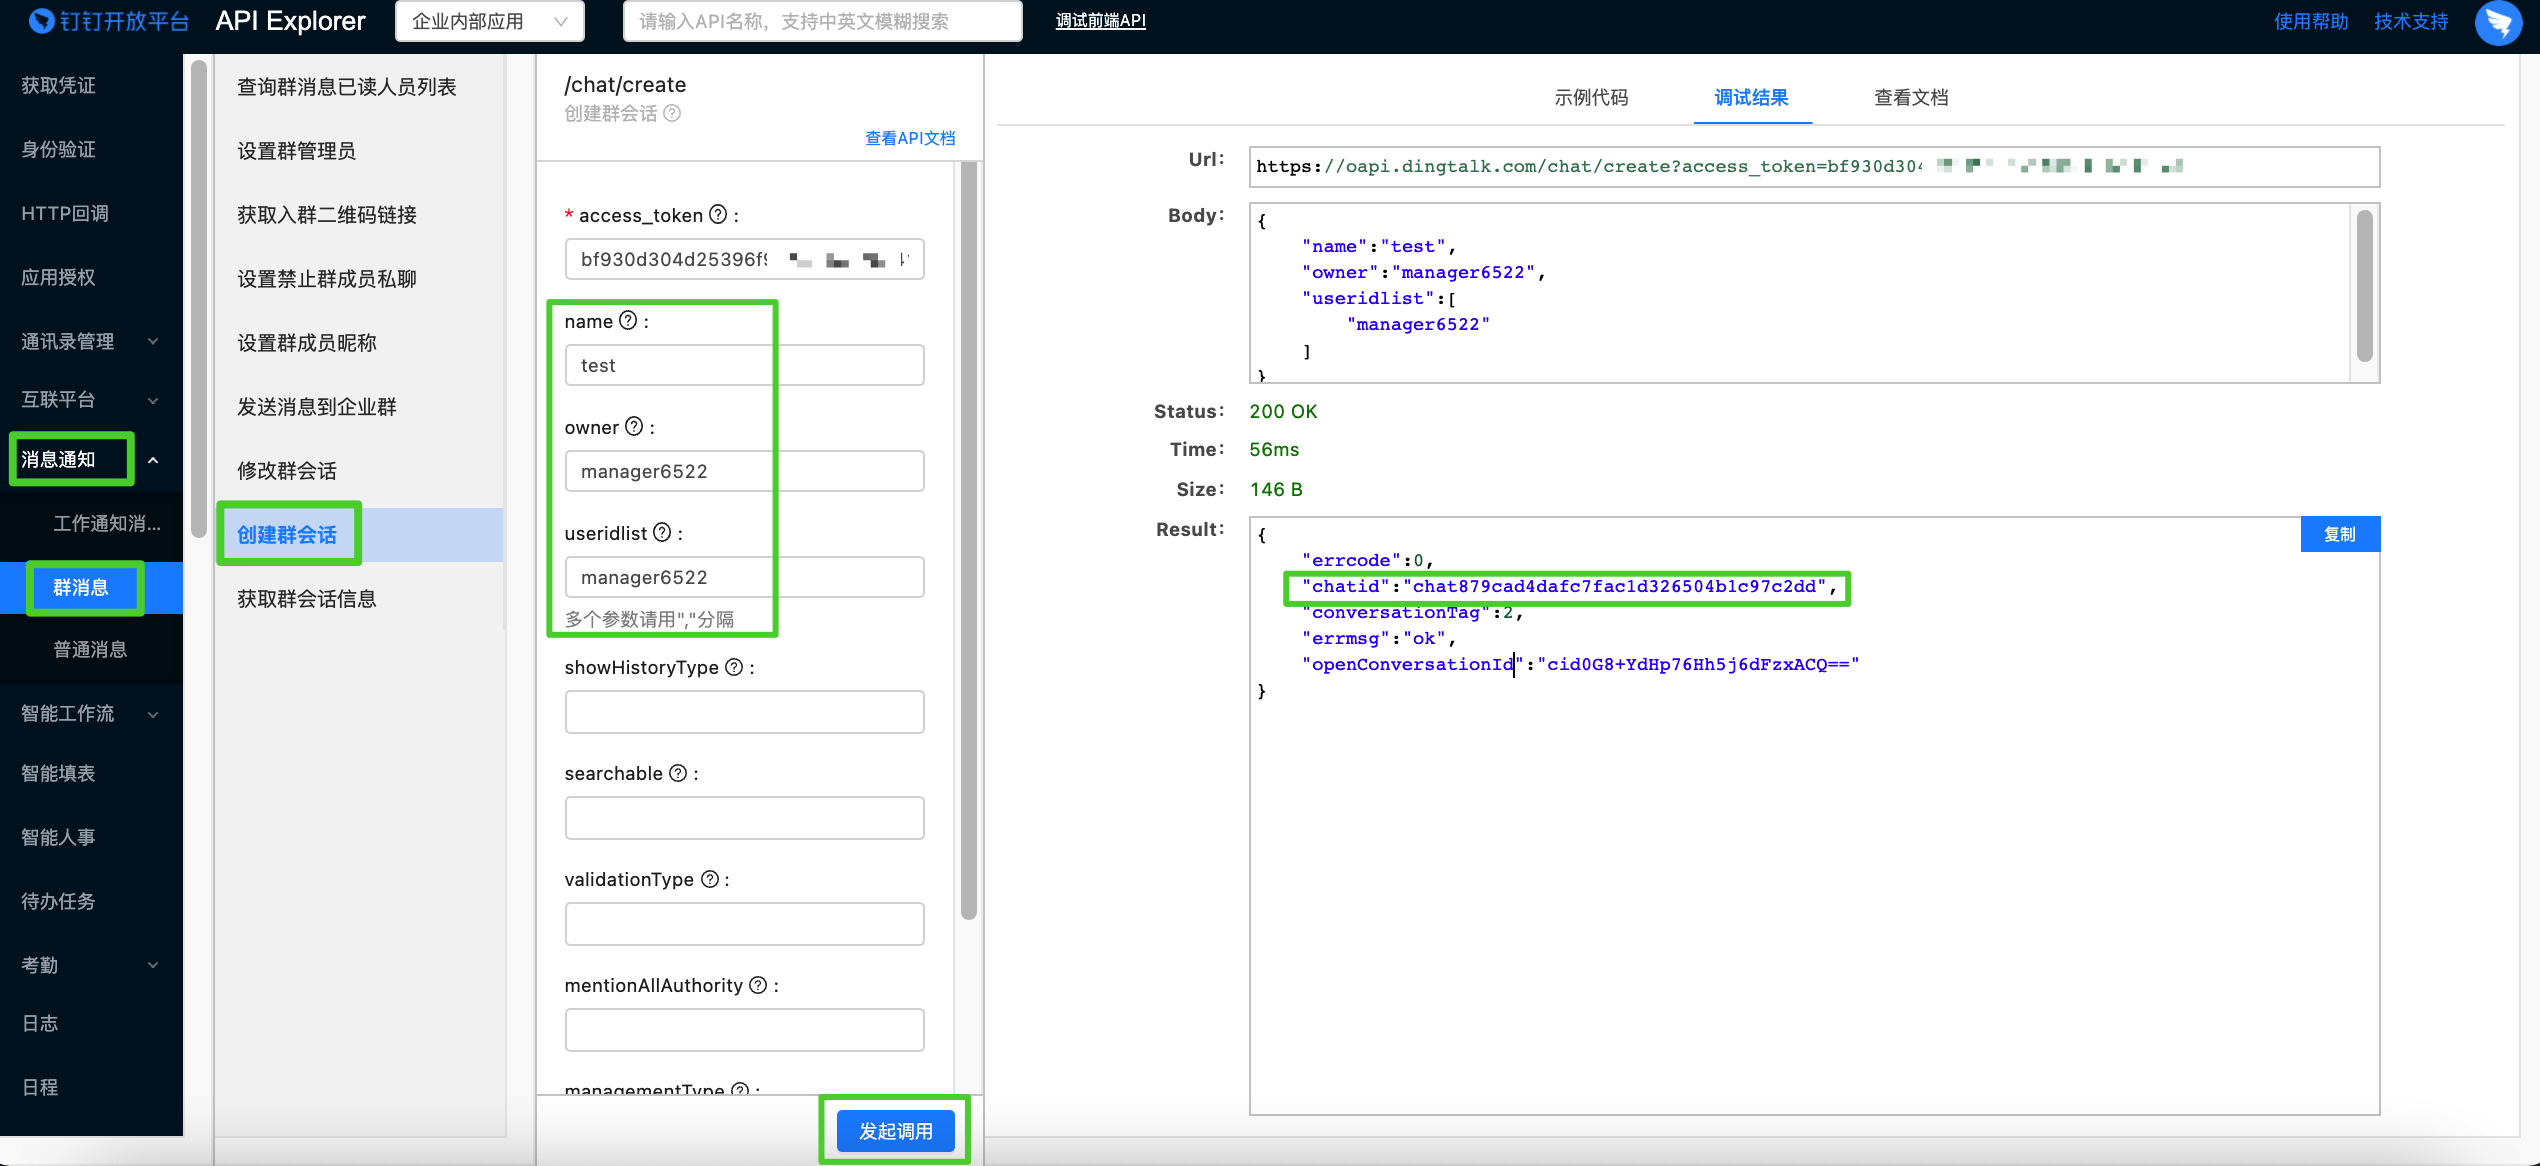 钉钉开放平台
API Explorer
企业内部应用
请输入API名称，支持中英文模糊搜索
调试前端API
使用帮助
技术支持
获取凭证
身份验证
HTTP回调
应用授权
通讯录管理
互联平台
消息通知
工作通知消...
群消息
普通消息
智能工作流
智能填表
智能人事
待办任务
考勤
日志
日程
查询群消息已读人员列表
设置群管理员
获取入群二维码链接
设置禁止群成员私聊
设置群成员昵称
发送消息到企业群
修改群会话
创建群会话
获取群会话信息
/chat/create
创建群会话
查看API文档
* access_token :
bf930d304d25396f
name :
test
owner :
manager6522
useridlist :
manager6522
多个参数请用","分隔
showHistoryType :
searchable :
validationType :
mentionAllAuthority :
managementType :
发起调用
示例代码
调试结果
查看文档
Url:
https://oapi.dingtalk.com/chat/create?access_token=bf930d304
Body:
{
"name":"test",
"owner":"manager6522",
"useridlist":[
"manager6522"
]
}
Status:
200 OK
Time:
56ms
Size:
146 B
Result:
复制
{
"errcode":0,
"chatid":"chat879cad4dafc7fac1d326504b1c97c2dd",
"conversationTag":2,
"errmsg":"ok",
"openConversationId":"cid0G8+YdHp76Hh5j6dFzxACQ=="
}